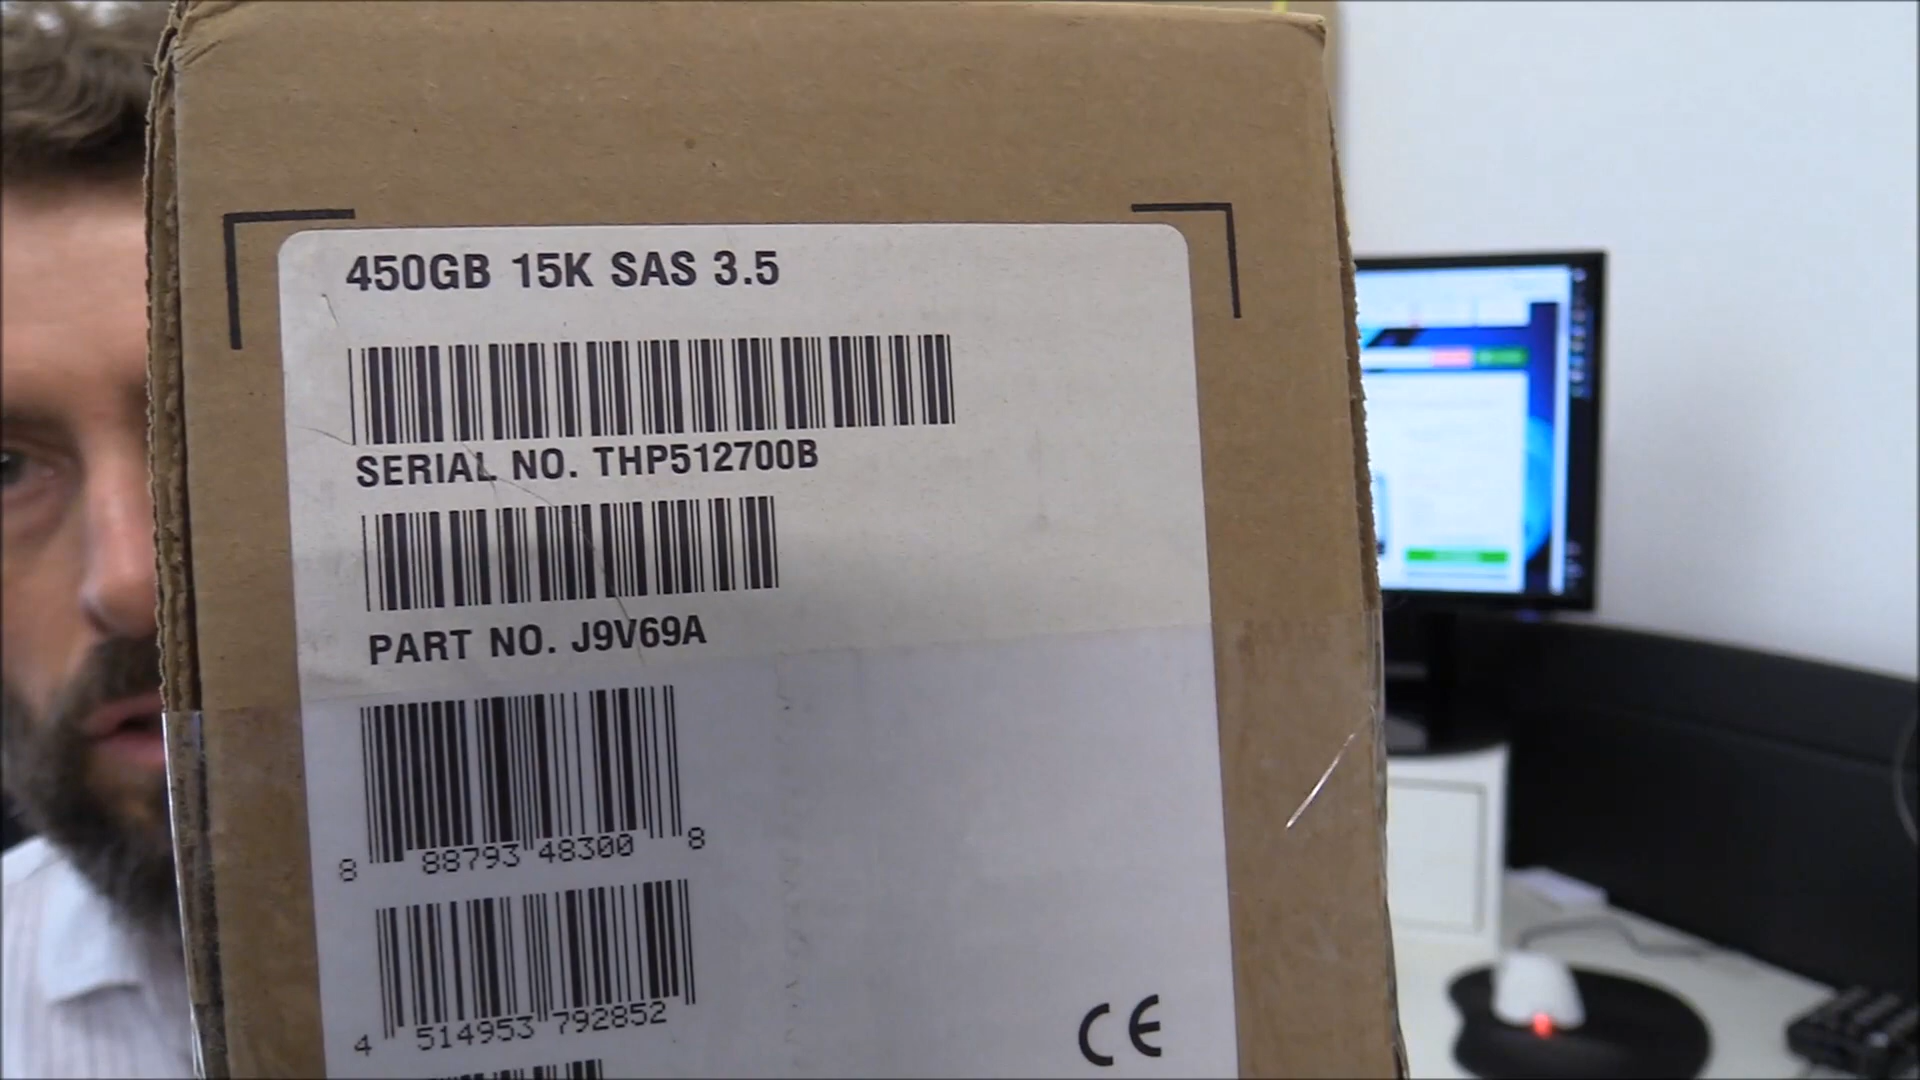 450GB 15K SAS 3.5
SERIAL NO. THP512700B
PART NO. J9V69A
8 88793 48300 8
4 514953 792852
CE